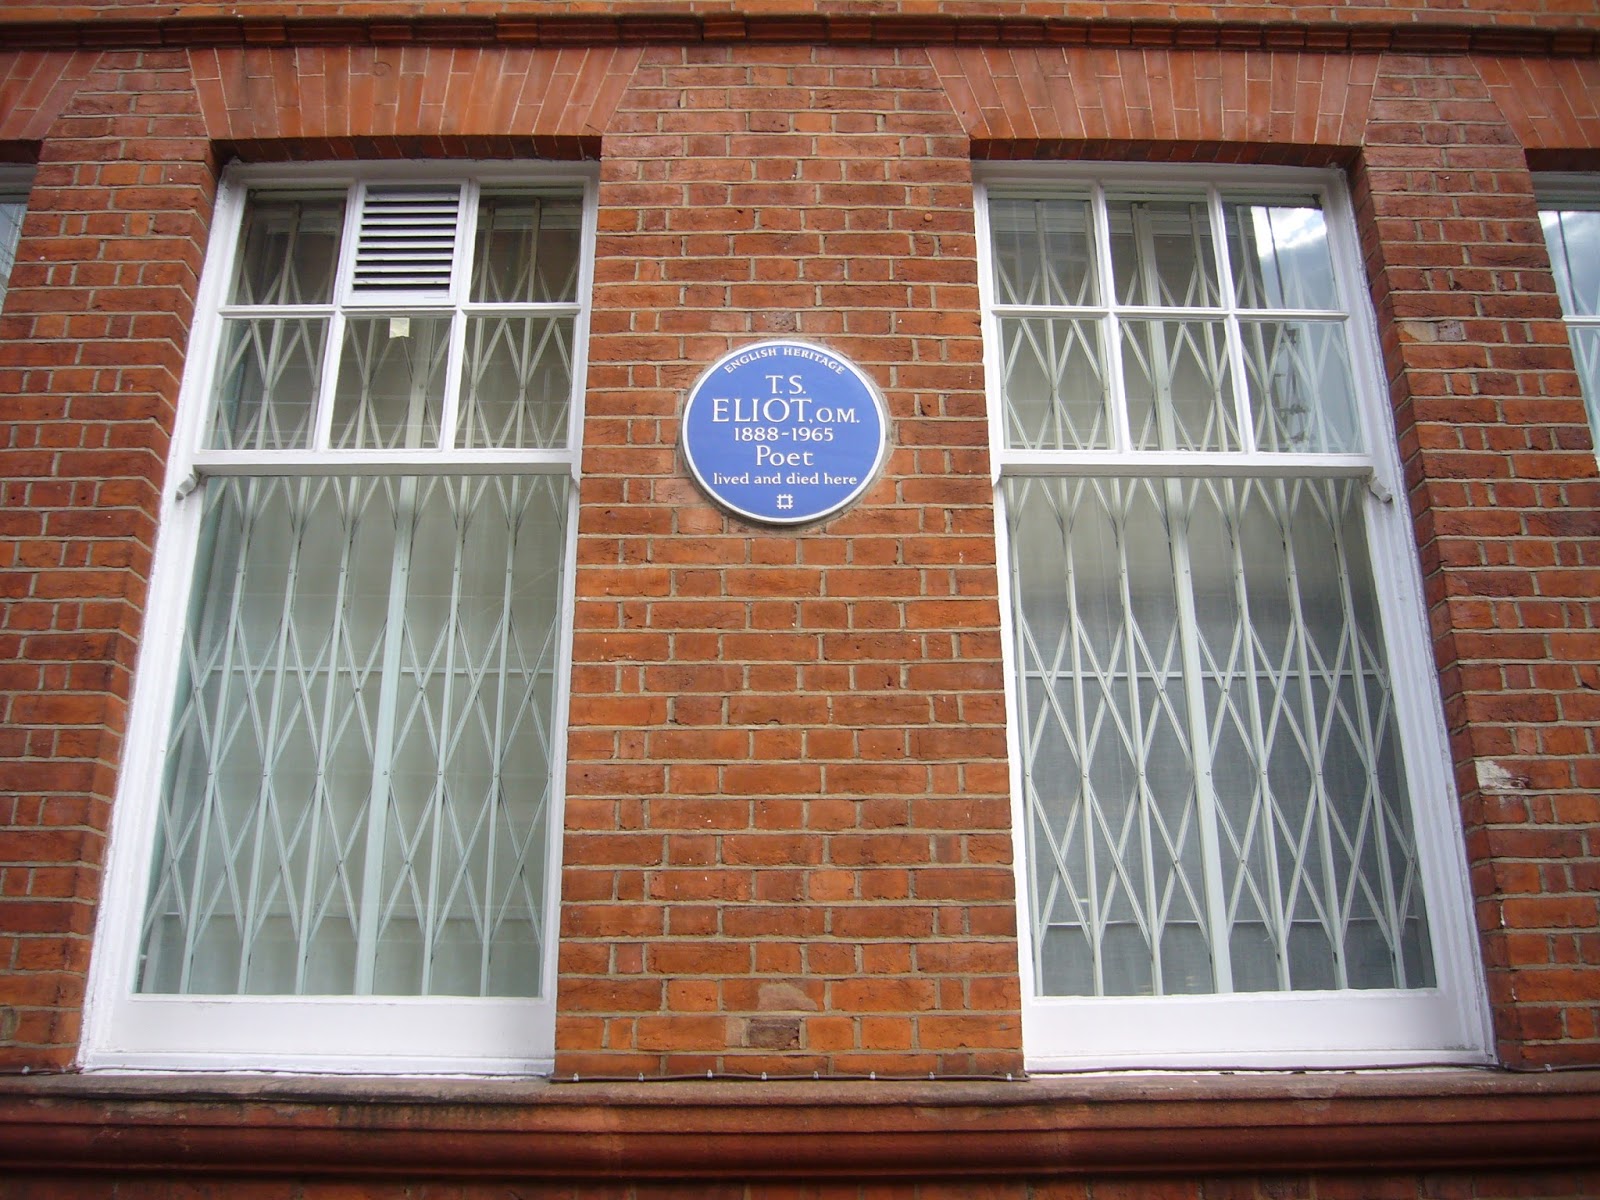 ENGLISH HERITAGE
T.S.
ELIOT, O.M.
1888-1965
Poet
lived and died here